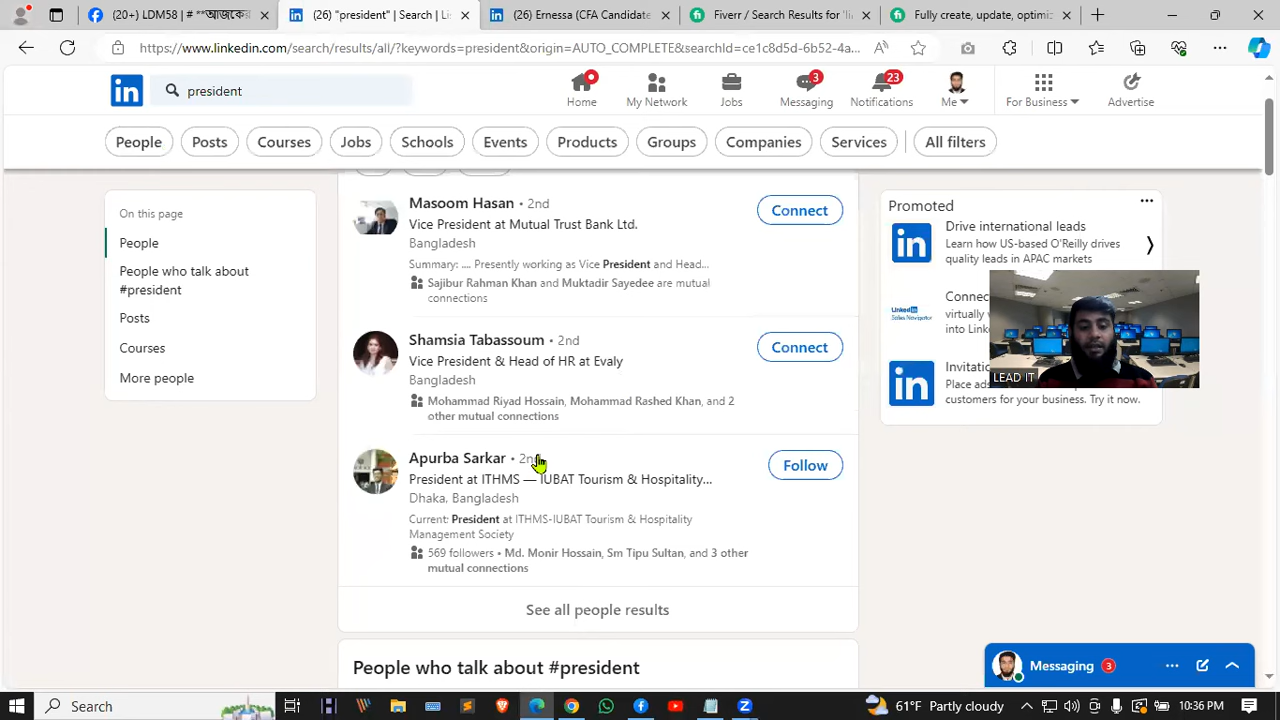 (20+) LDM58 | # **আজকে
(26) "president" | Search | Li
(26) Ernessa (CPA Candidate
Fiverr / Search for 'l
https://www.linkedin.com/search/results/all/?keywords=president&origin=AUTO_COMPLETE&searchId=ce1c8d5d-6b52-4a...
president
Home
My Network
Jobs
3
Messaging
23
Notifications
Me
For Business
Advertise
People
Posts
Courses
Jobs
Schools
Events
Products
Groups
Companies
Services
All filters
On this page
People
People who talk about
#president
Posts
Courses
More people
Masoom Hasan • 2nd
Vice President at Mutual Trust Bank Ltd.
Bangladesh
Summary: .... Presently working as Vice President and Head...
Sajibur Rahman Khan and Muktadir Sayedee are mutual
connections
Connect
Shamsia Tabassoum • 2nd
Vice President & Head of HR at Evaly
Bangladesh
Mohammad Riyad Hossain, Mohammad Rashed Khan, and 2
other mutual connections
Connect
Apurba Sarkar • 2nd
President at ITHMS — IUBAT Tourism & Hospitality...
Dhaka, Bangladesh
Current: President at ITHMS-IUBAT Tourism & Hospitality
Management Society
569 followers • Md. Monir Hossain, Sm Tipu Sultan, and 3 other
mutual connections
Follow
See all people results
People who talk about #president
Promoted
Drive international leads
Learn how US-based O'Reilly drives
quality leads in APAC markets
Connec
virtually
into Link
Invitati
Place ads
customers for your business. Try it now.
LinkedIn
Sales Navigator
LEAD IT
Messaging 3
Search
61°F Partly cloudy
10:36 PM